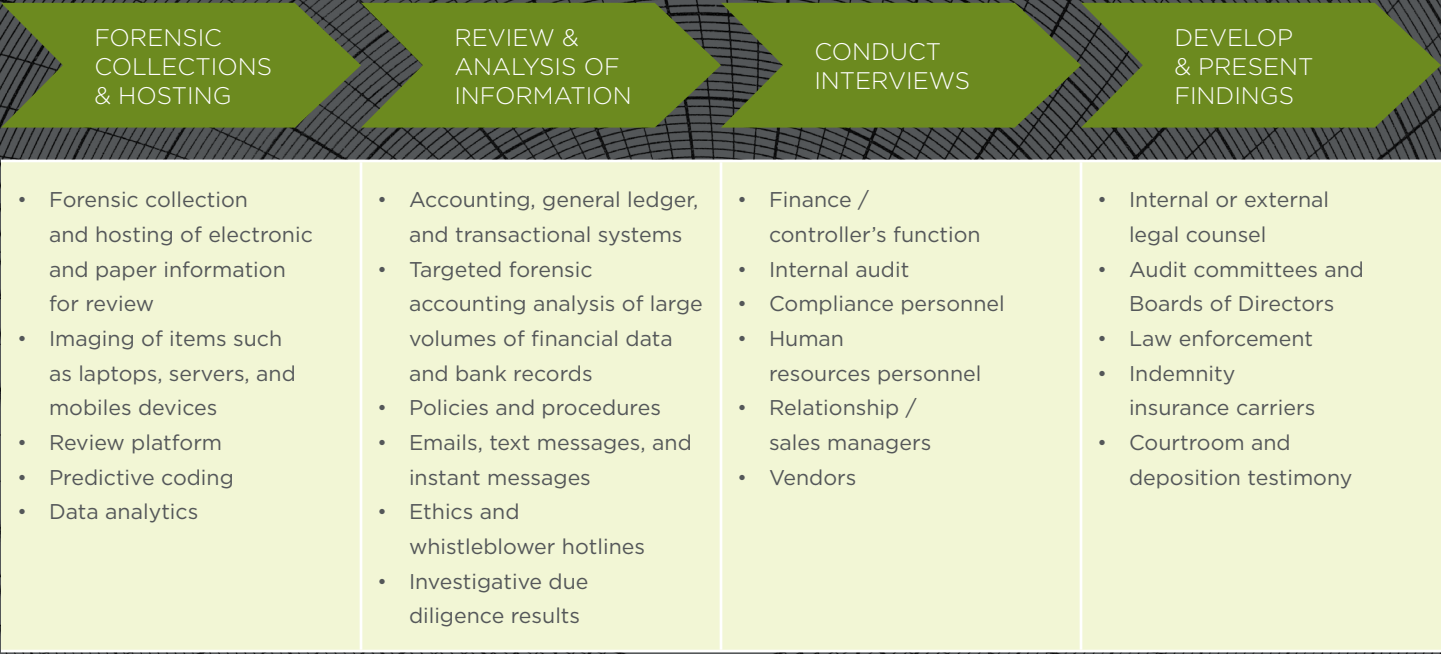 FORENSIC
COLLECTIONS
& HOSTING
REVIEW &
ANALYSIS OF
INFORMATION
CONDUCT
INTERVIEWS
DEVELOP
& PRESENT
FINDINGS
• Forensic collection
and hosting of electronic
and paper information
for review
• Imaging of items such
as laptops, servers, and
mobiles devices
• Review platform
• Predictive coding
• Data analytics
• Accounting, general ledger,
and transactional systems
• Targeted forensic
accounting analysis of large
volumes of financial data
and bank records
• Policies and procedures
• Emails, text messages, and
instant messages
• Ethics and
whistleblower hotlines
• Investigative due
diligence results
• Finance /
controller’s function
• Internal audit
• Compliance personnel
• Human
resources personnel
• Relationship /
sales managers
• Vendors
• Internal or external
legal counsel
• Audit committees and
Boards of Directors
• Law enforcement
• Indemnity
insurance carriers
• Courtroom and
deposition testimony